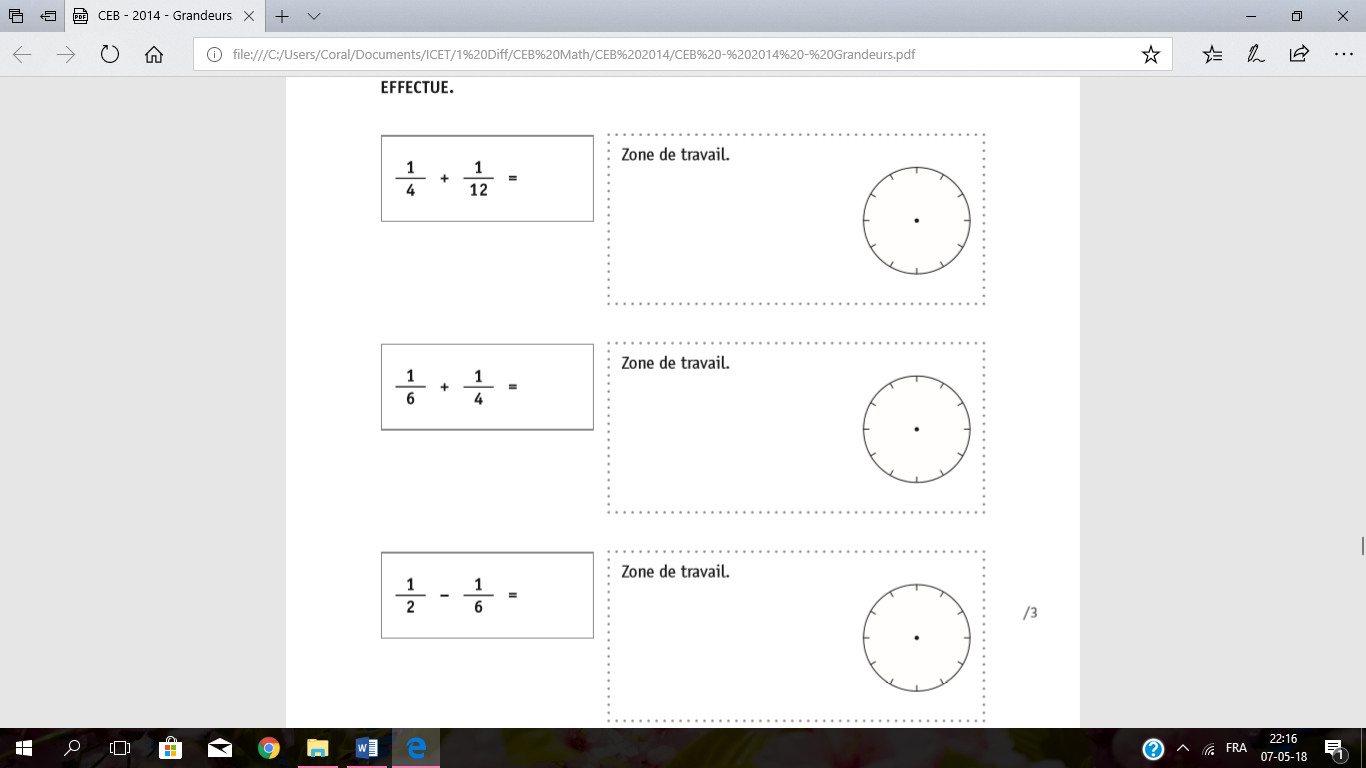 CEB - 2014 - Grandeurs.
file:///C:/Users/Coral/Documents/ICET/1%20Diff/CEB%20Math/CEB%202014/CEB%20-%202014%20-%20Grandeurs.pdf
EFFECTUE.
1/4 + 1/12 =
Zone de travail.
1/6 + 1/4 =
Zone de travail.
1/2 - 1/6 =
Zone de travail.
/3
FRA
22:16
07-05-18
1